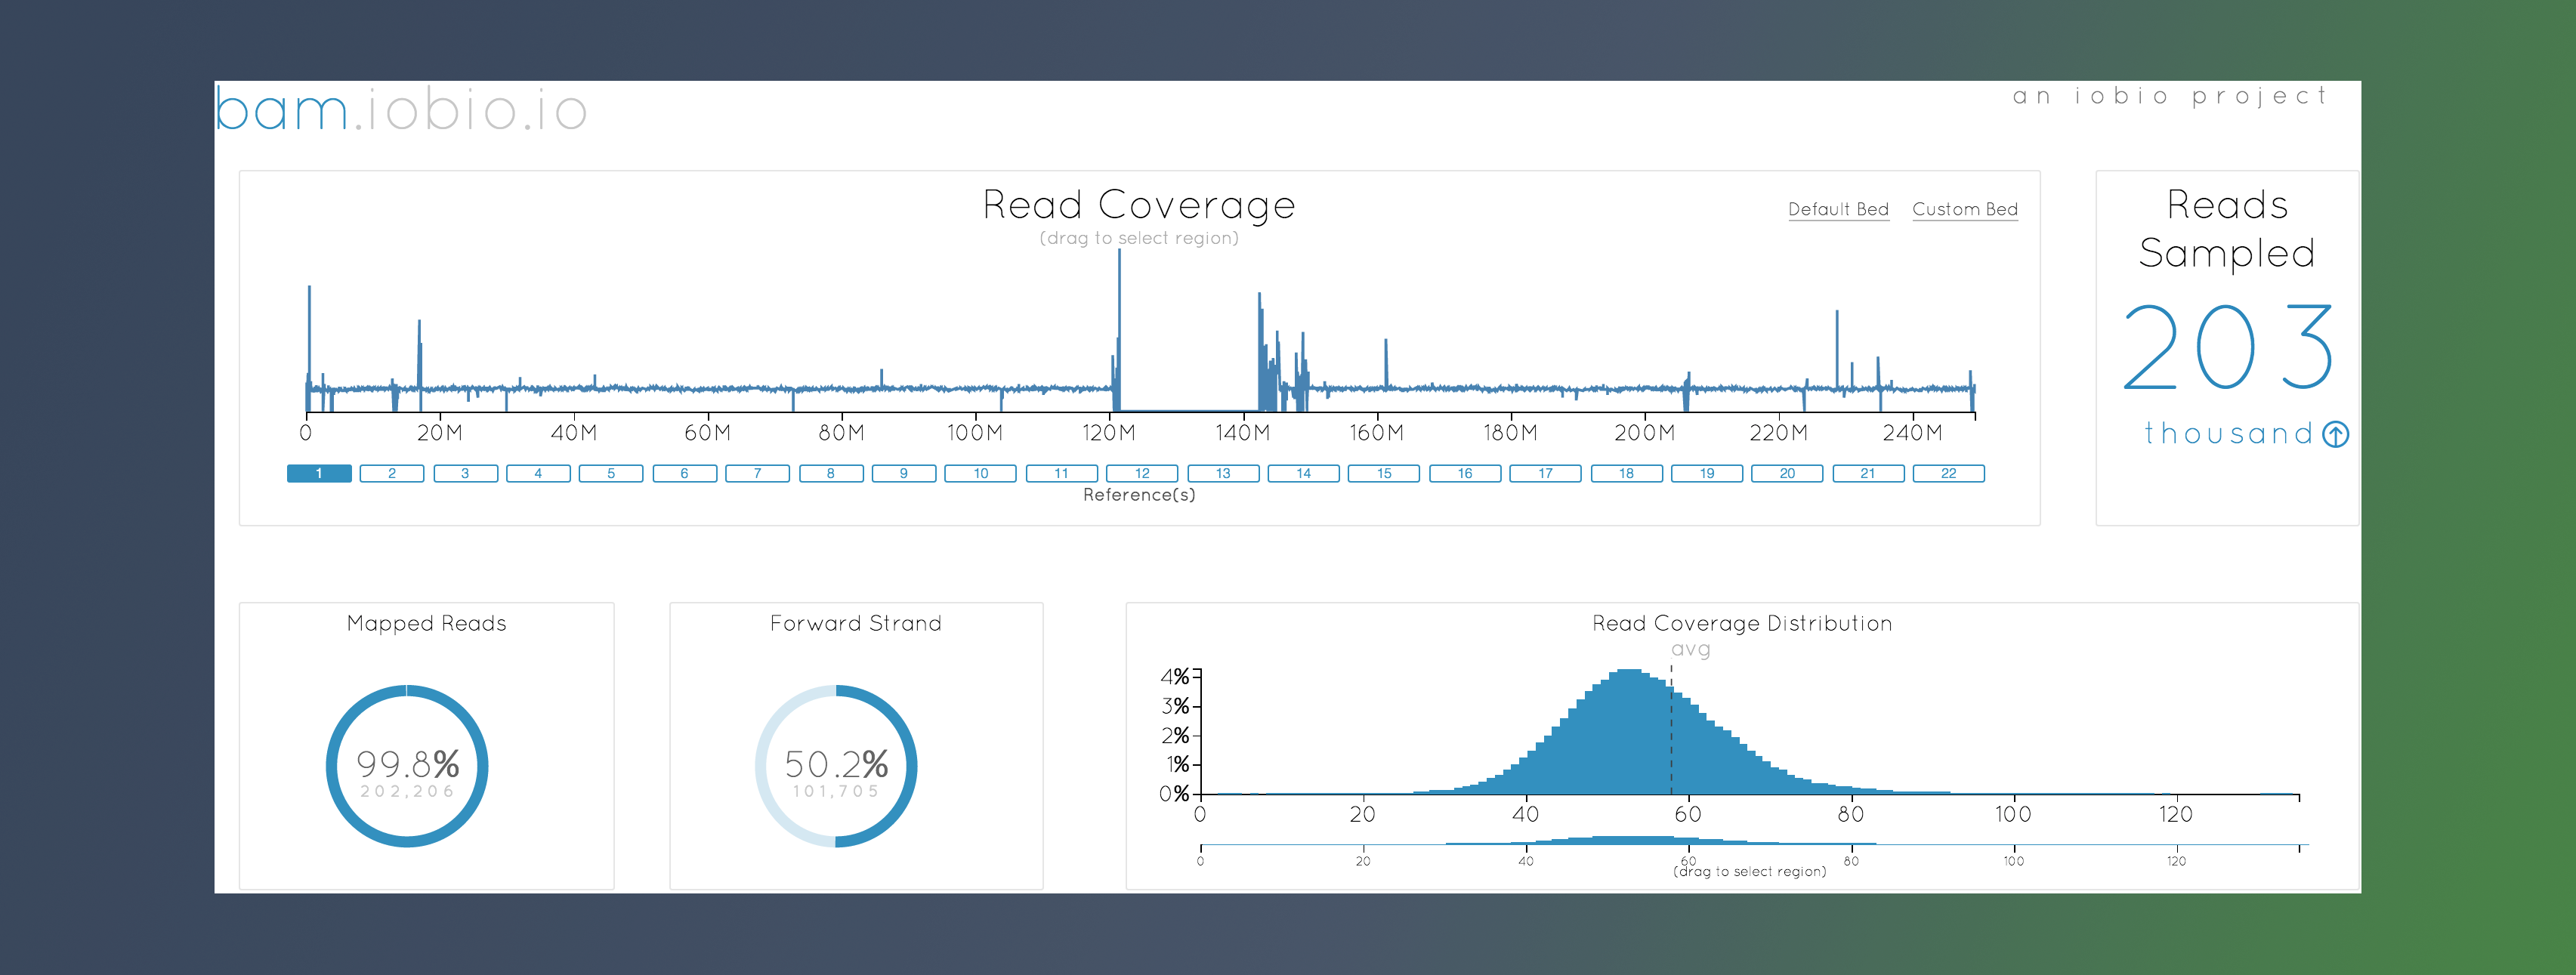 bam.iobio.io
an iobio project
Read Coverage
(drag to select region)
Default Bed Custom Bed
0 20M 40M 60M 80M 100M 120M 140M 160M 180M 200M 220M 240M
1 2 3 4 5 6 7 8 9 10 11 12 13 14 15 16 17 18 19 20 21 22
Reference(s)
Reads
Sampled
203
thousand
Mapped Reads
99.8%
202,206
Forward Strand
50.2%
101,705
Read Coverage Distribution
avg
4%
3%
2%
1%
0%
0 20 40 60 80 100 120
0 20 40 60 80 100 120
(drag to select region)